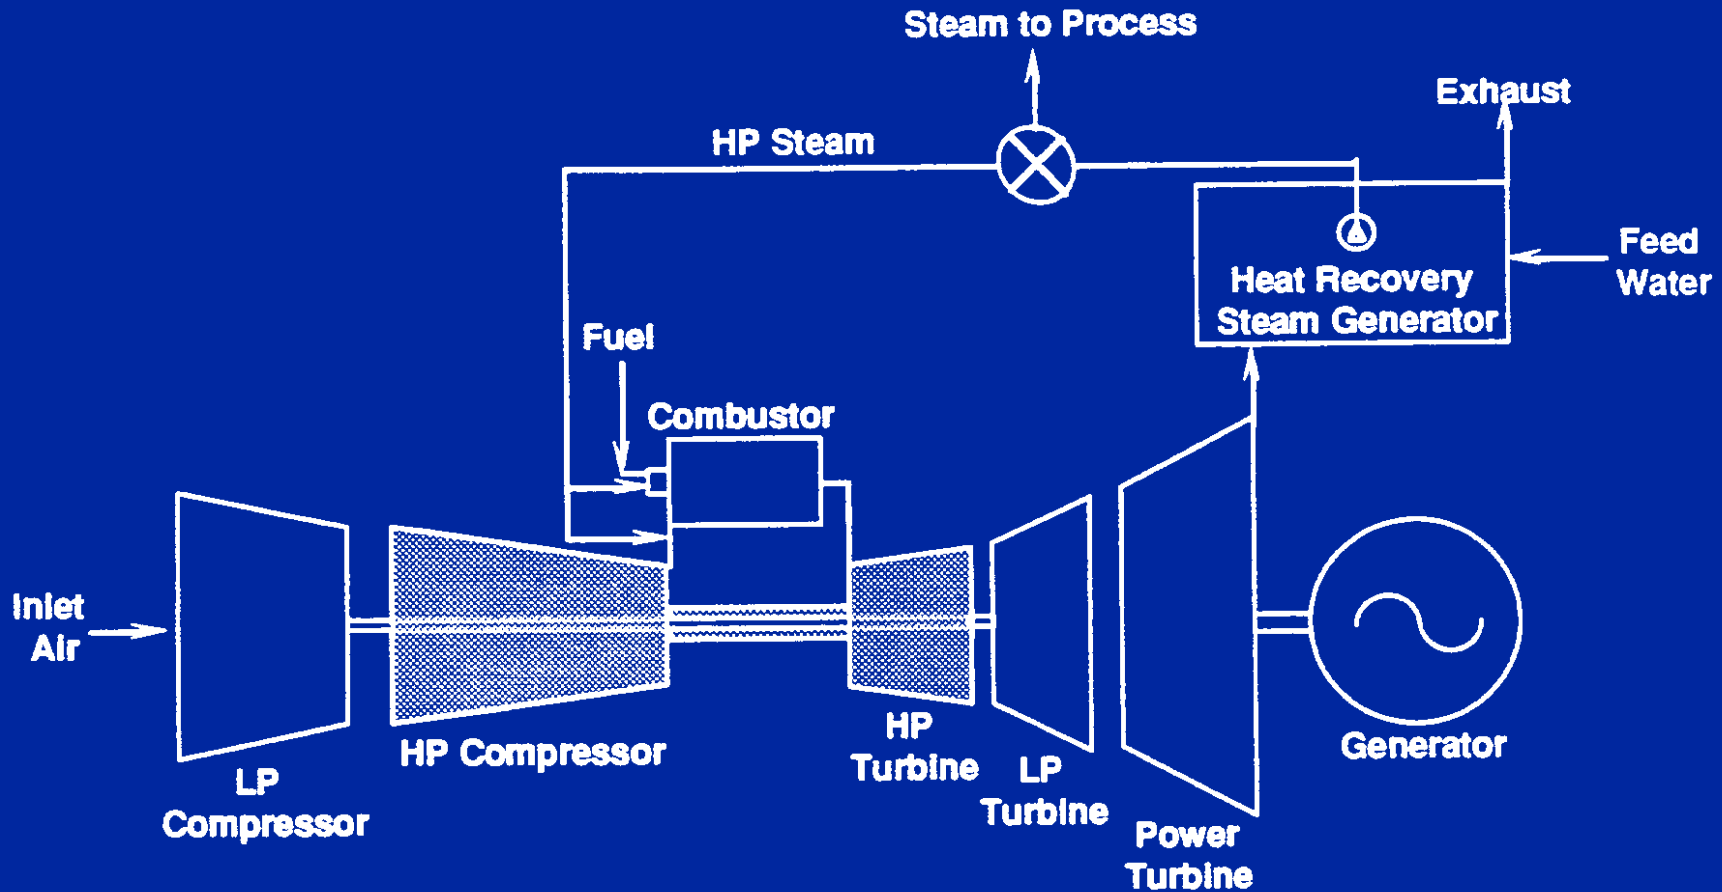 Steam to Process
Exhaust
HP Steam
Feed
Water
Heat Recovery
Steam Generator
Fuel
Combustor
Inlet
Air
HP Compressor
HP
Turbine
Generator
LP
Compressor
LP
Turbine
Power
Turbine